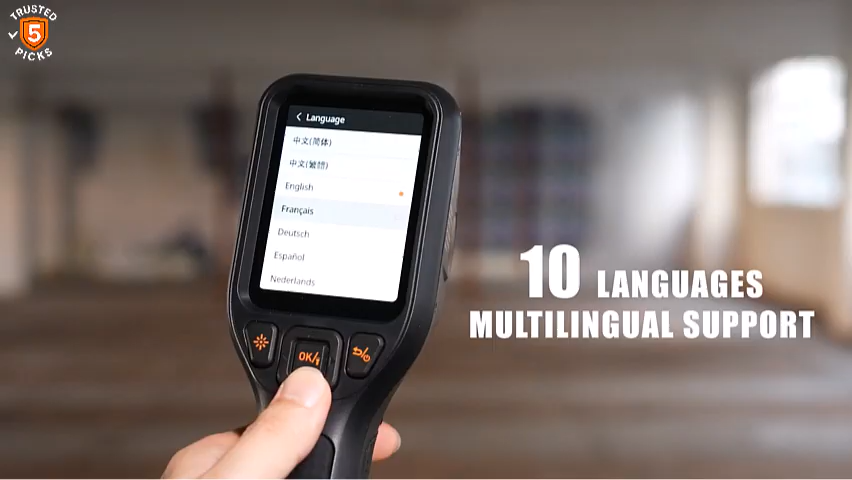 TRUSTED
5
PICKS
Language
中文(简体)
中文(繁體)
English
Français
Deutsch
Español
Nederlands
OK/
10 LANGUAGES
MULTILINGUAL SUPPORT